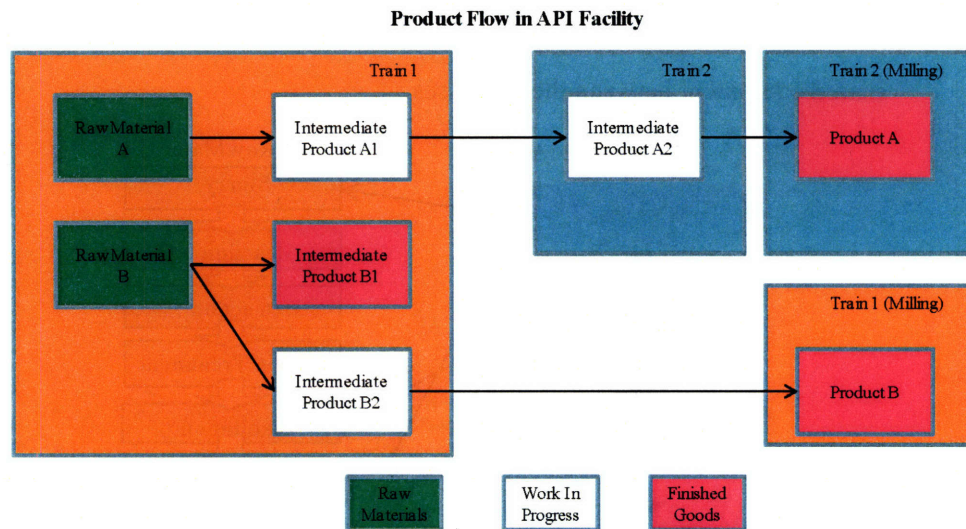 Product Flow in API Facility
Train 1
Train 2
Train 2 (Milling)
Raw Material
A
Intermediate
Product A1
Intermediate
Product A2
Product A
Raw Material
B
Intermediate
Product B1
Train 1 (Milling)
Intermediate
Product B2
Product B
Raw
Materials
Work In
Progress
Finished
Goods